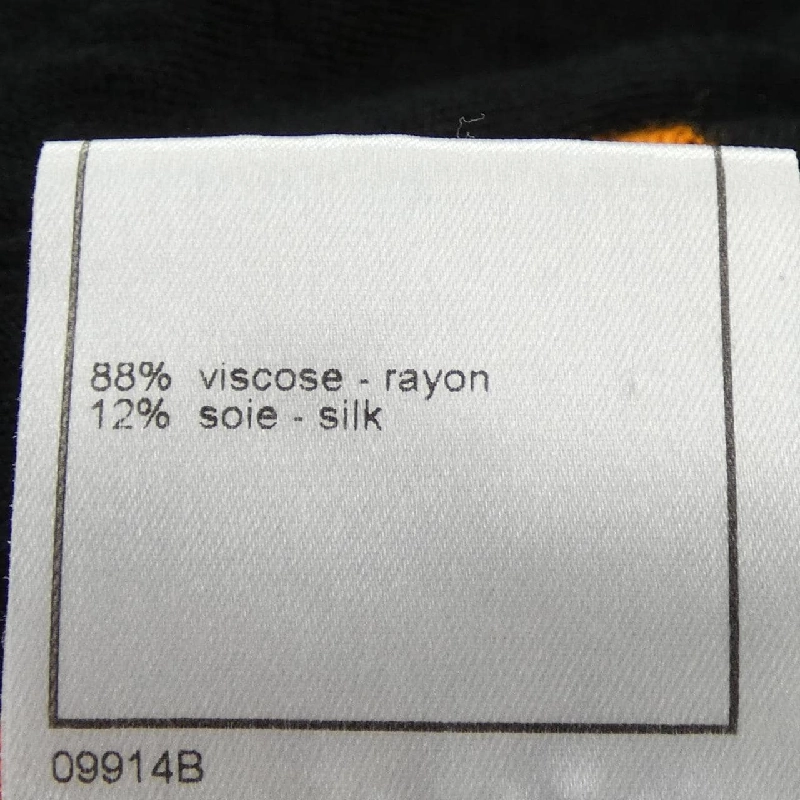 88% viscose - rayon
12% soie - silk
09914B